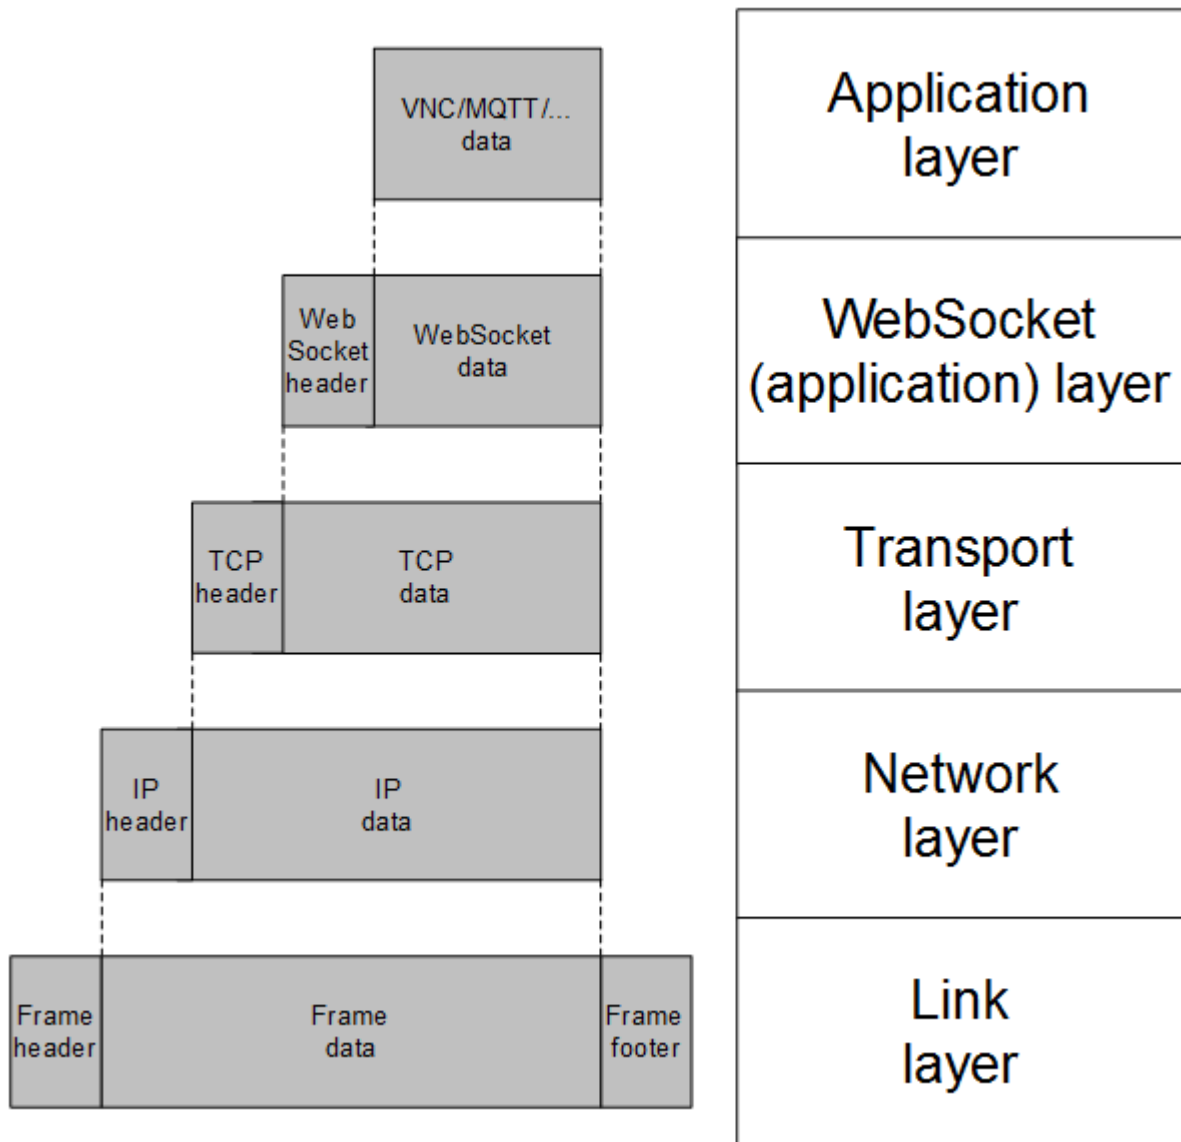 VNC/MQTT/...
data
Application
layer
Web
Socket
header
WebSocket
data
WebSocket
(application) layer
TCP
header
TCP
data
Transport
layer
IP
header
IP
data
Network
layer
Frame
header
Frame
data
Frame
footer
Link
layer